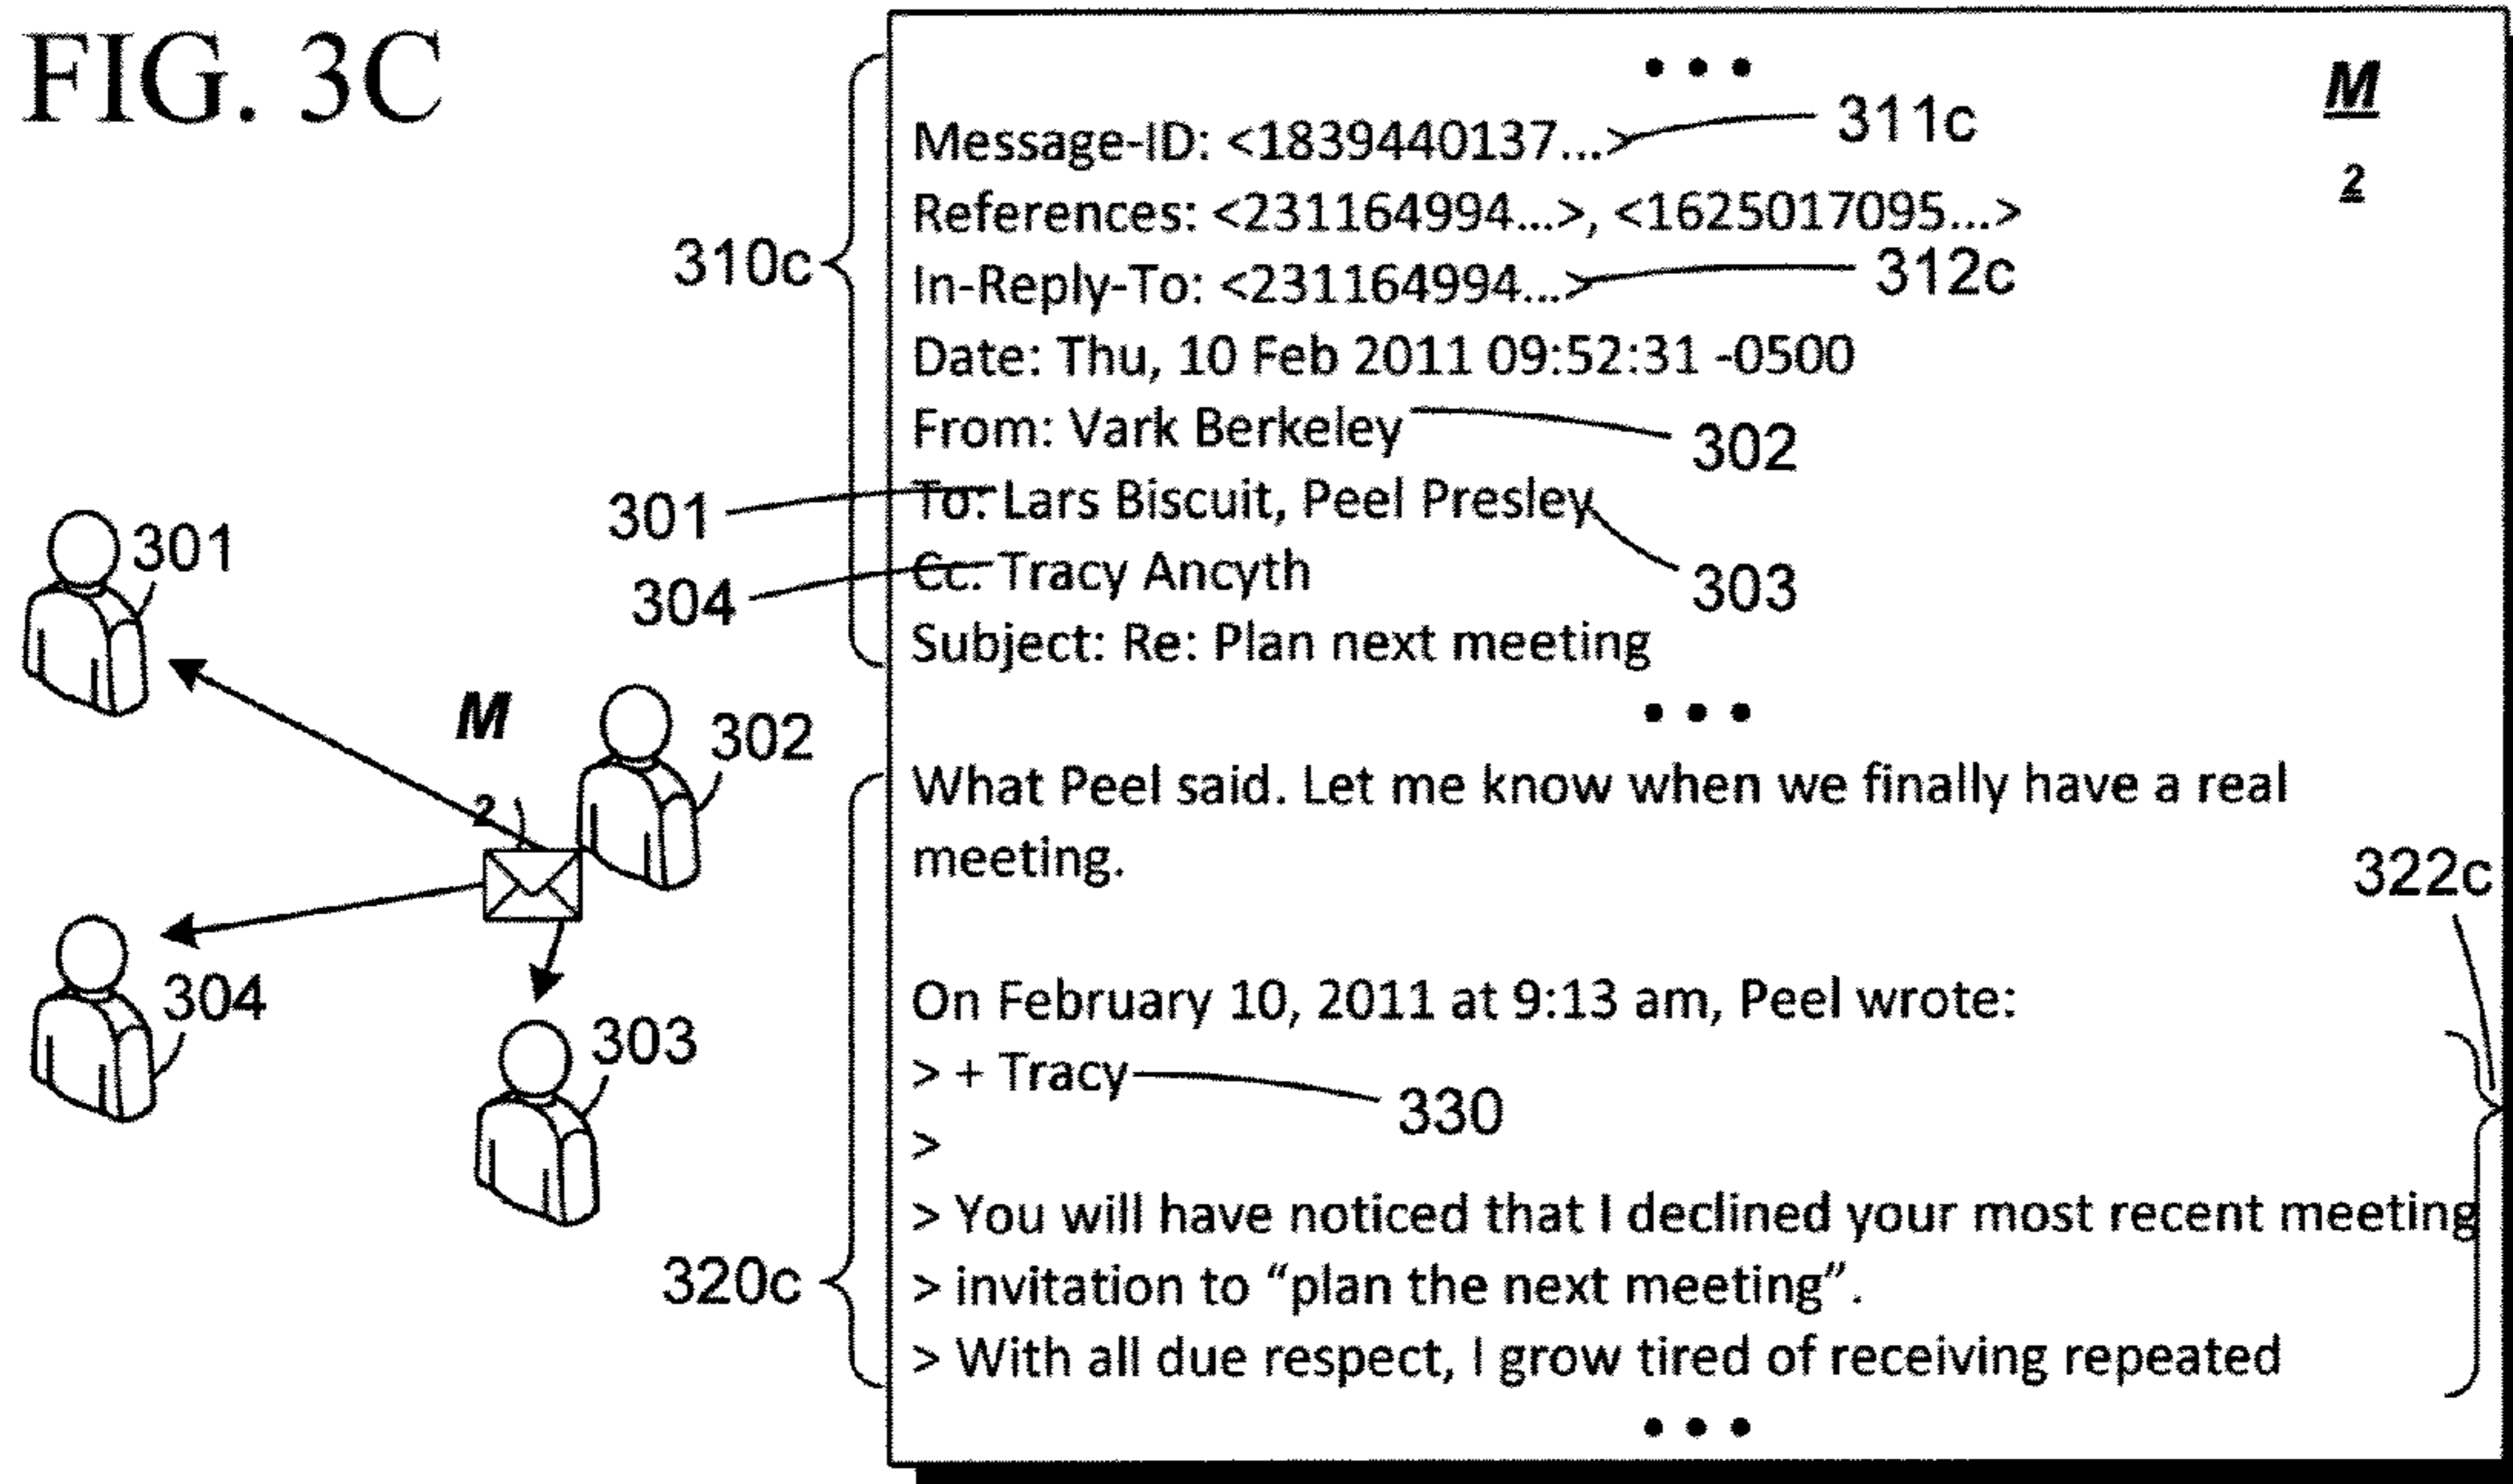 FIG. 3C
M
2
• • •
Message-ID: <1839440137...>
311c
References: <231164994...>, <1625017095...>
310c
In-Reply-To: <231164994...>
312c
Date: Thu, 10 Feb 2011 09:52:31 -0500
From: Vark Berkeley
302
301
To: Lars Biscuit, Peel Presley
303
304
Cc: Tracy Ancyth
Subject: Re: Plan next meeting
• • •
301
M
2
302
304
303
What Peel said. Let me know when we finally have a real
meeting.
322c
On February 10, 2011 at 9:13 am, Peel wrote:
> + Tracy
330
>
> You will have noticed that I declined your most recent meeting
320c
> invitation to “plan the next meeting”.
> With all due respect, I grow tired of receiving repeated
• • •